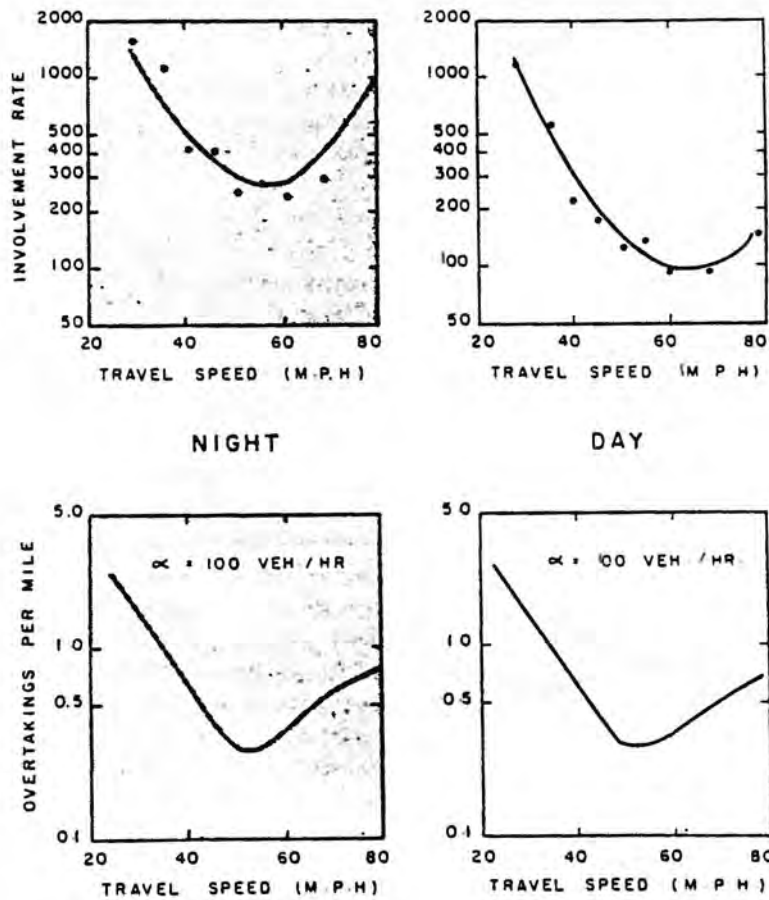 INVOLVEMENT RATE
2000
1000
500
400
300
200
100
50
20 40 60 80
TRAVEL SPEED (M.P.H)
2000
1000
500
400
300
200
100
50
20 40 60 80
TRAVEL SPEED (M P H)
NIGHT
DAY
OVERTAKINGS PER MILE
5.0
1.0
0.5
0.1
∝ = 100 VEH / HR
20 40 60 80
TRAVEL SPEED (M.P.H)
5.0
1.0
0.5
0.1
∝ = 100 VEH / HR
20 40 60 80
TRAVEL SPEED (M P H)